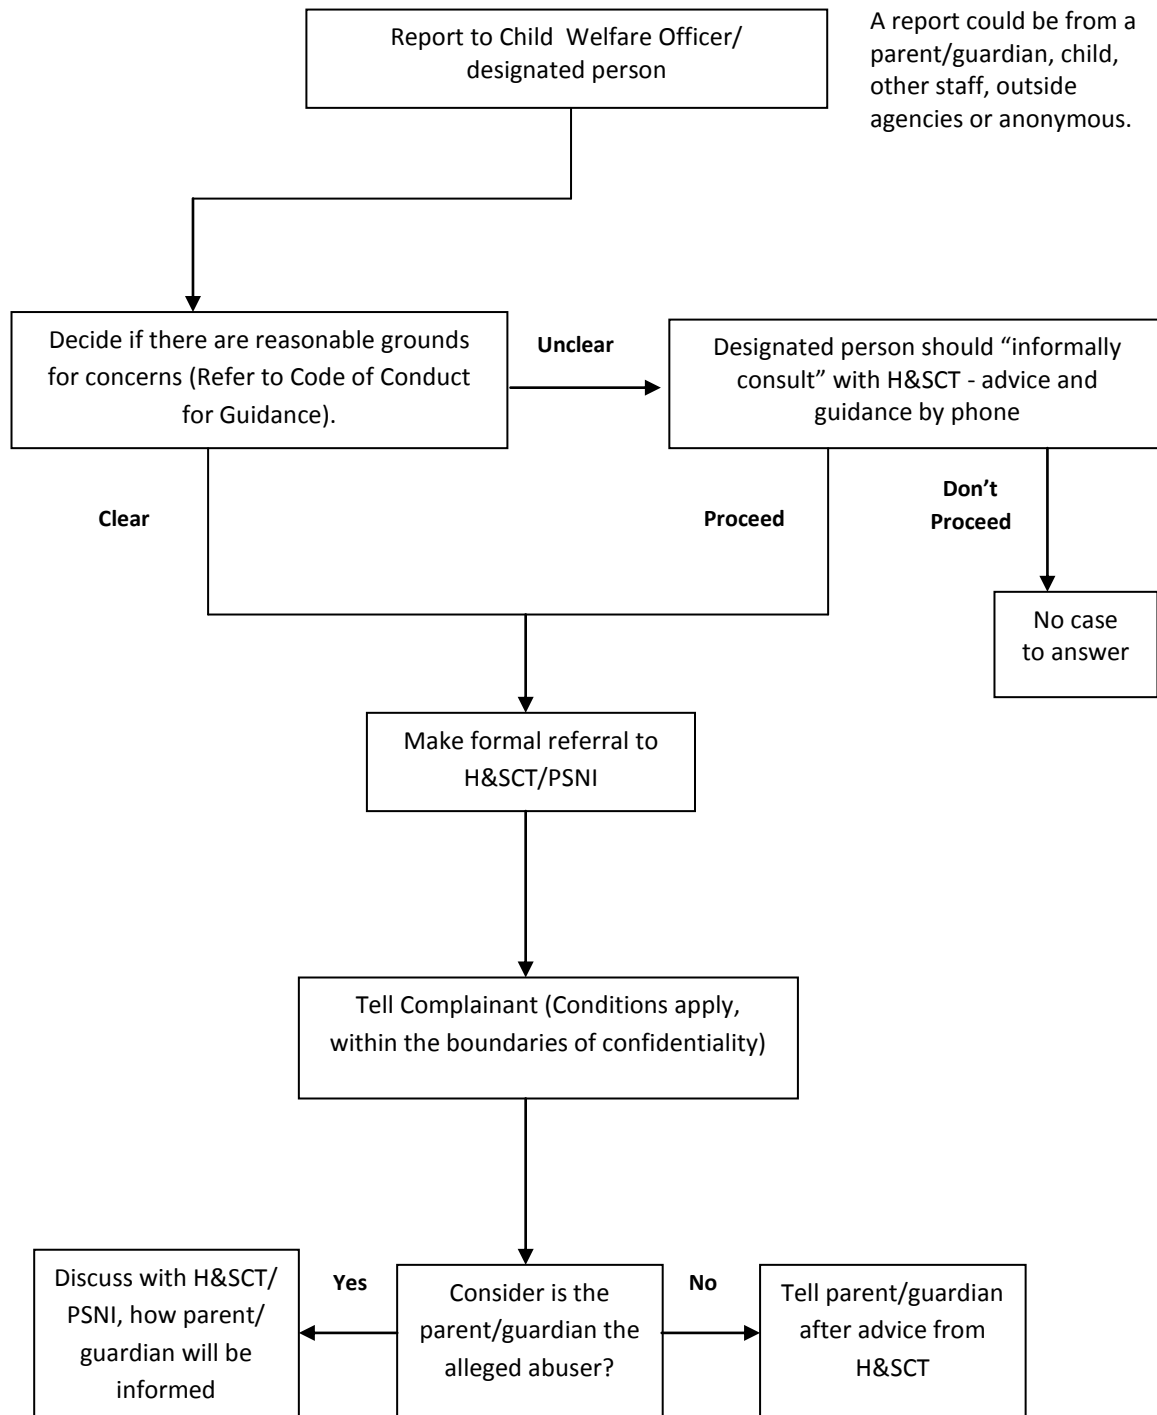 Report to Child  Welfare Officer/
designated person
A report could be from a
parent/guardian, child,
other staff, outside
agencies or anonymous.
Decide if there are reasonable grounds
for concerns (Refer to Code of Conduct
for Guidance).
Unclear
Designated person should “informally
consult” with H&SCT - advice and
guidance by phone
Clear
Proceed
Don’t
Proceed
No case
to answer
Make formal referral to
H&SCT/PSNI
Tell Complainant (Conditions apply,
within the boundaries of confidentiality)
Discuss with H&SCT/
PSNI, how parent/
guardian will be
informed
Yes
Consider is the
parent/guardian the
alleged abuser?
No
Tell parent/guardian
after advice from
H&SCT